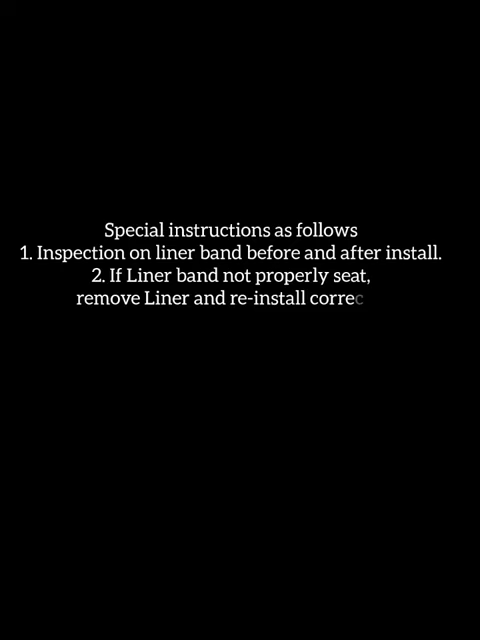 Special instructions as follows
1. Inspection on liner band before and after install.
2. If Liner band not properly seat,
remove Liner and re-install correc